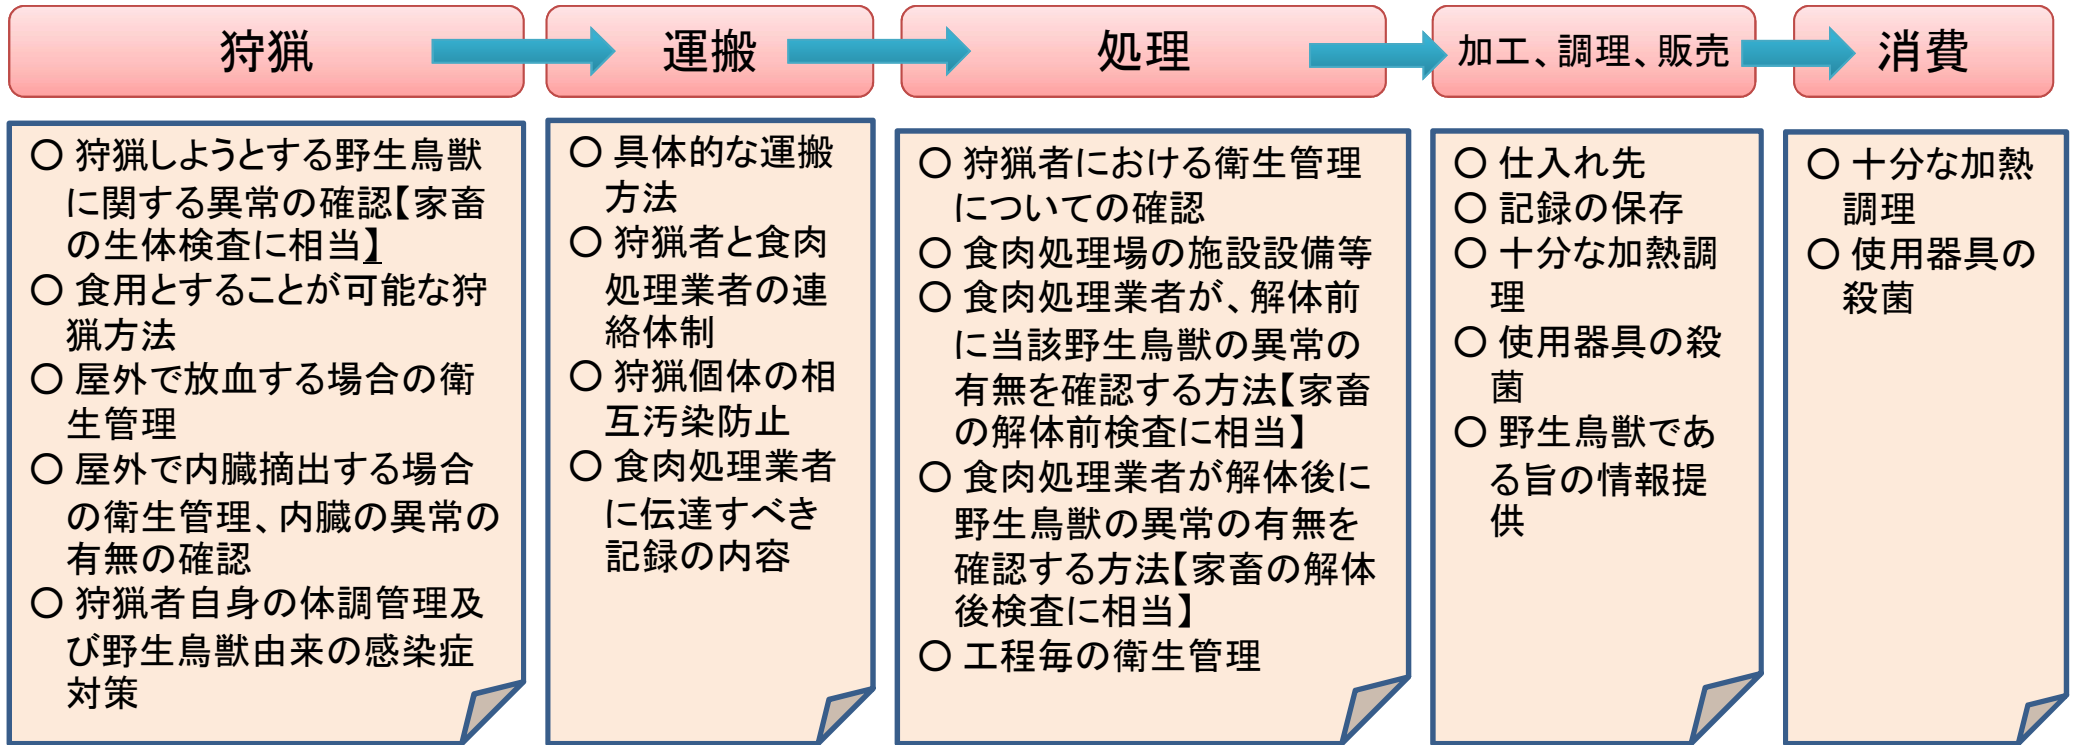 狩猟
運搬
処理
加工、調理、販売
消費
○ 狩猟しようとする野生鳥獣
に関する異常の確認【家畜
の生体検査に相当】
○ 食用とすることが可能な狩
猟方法
○ 屋外で放血する場合の衛
生管理
○ 屋外で内臓摘出する場合
の衛生管理、内臓の異常の
有無の確認
○ 狩猟者自身の体調管理及
び野生鳥獣由来の感染症
対策
○ 具体的な運搬
方法
○ 狩猟者と食肉
処理業者の連
絡体制
○ 狩猟個体の相
互汚染防止
○ 食肉処理業者
に伝達すべき
記録の内容
○ 狩猟者における衛生管理
についての確認
○ 食肉処理場の施設設備等
○ 食肉処理業者が、解体前
に当該野生鳥獣の異常の
有無を確認する方法【家畜
の解体前検査に相当】
○ 食肉処理業者が解体後に
野生鳥獣の異常の有無を
確認する方法【家畜の解体
後検査に相当】
○ 工程毎の衛生管理
○ 仕入れ先
○ 記録の保存
○ 十分な加熱調
理
○ 使用器具の殺
菌
○ 野生鳥獣であ
る旨の情報提
供
○ 十分な加熱
調理
○ 使用器具の
殺菌